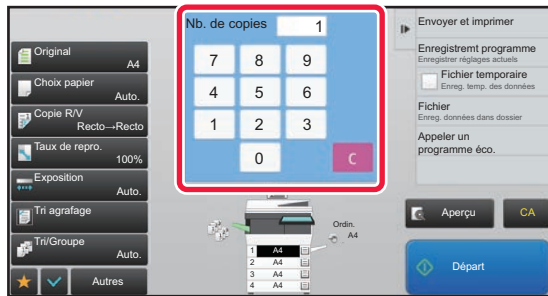 Original
A4
Choix papier
Auto.
Copie R/V
Recto→Recto
Taux de repro.
100%
Exposition
Auto.
Tri agrafage
Tri/Groupe
Auto.
Autres
Nb. de copies 1
7 8 9
4 5 6
1 2 3
0 C
Ordin.
A4
1 A4
2 A4
3 A4
4 A4
Envoyer et imprimer
Enregistremt programme
Enregistrer réglages actuels
Fichier temporaire
Enreg. temp. des données
Fichier
Enreg. données dans dossier
Appeler un
programme éco.
Aperçu
CA
Départ